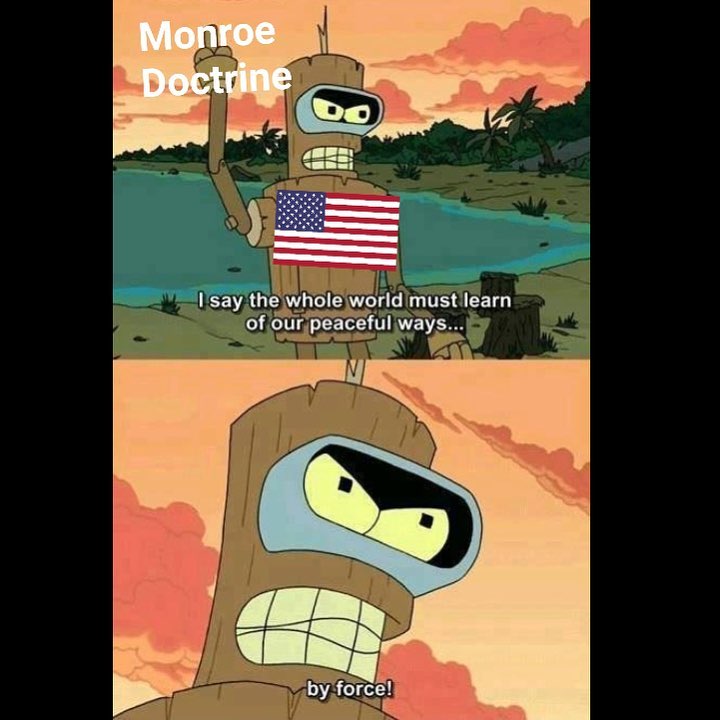 Monroe
Doctrine
I say the whole world must learn
of our peaceful ways...
by force!